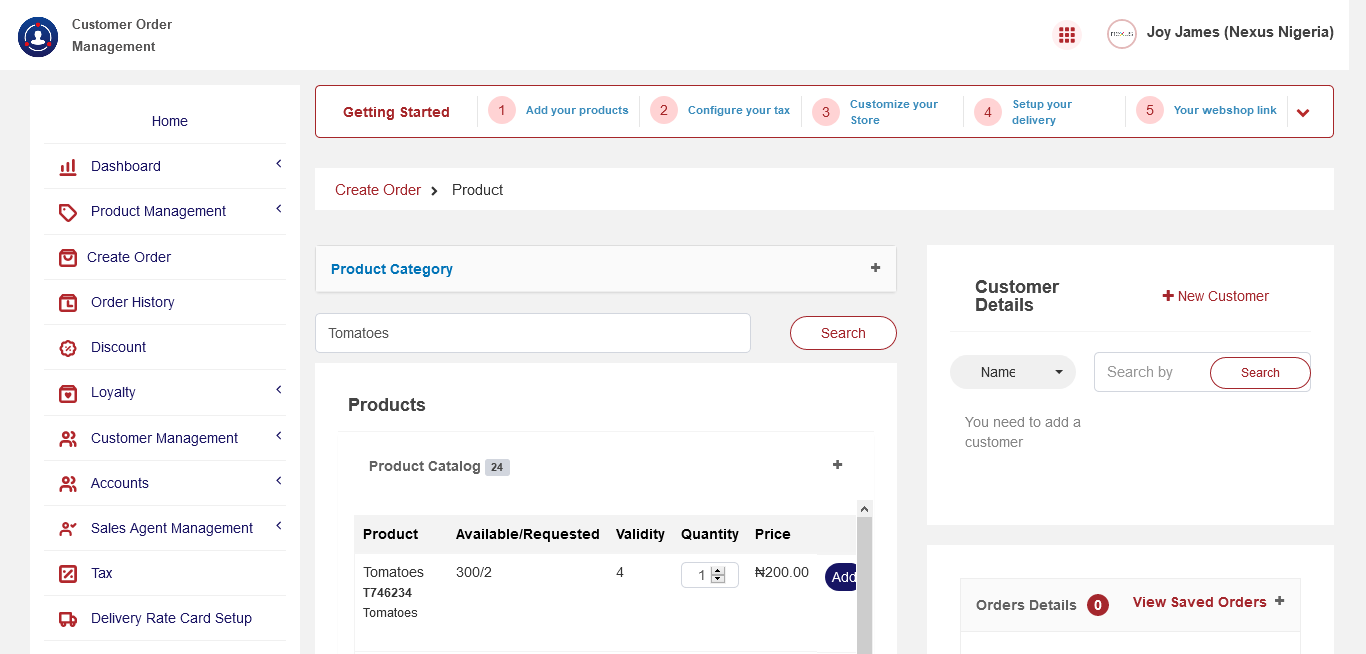 Customer Order
Management
nexus
Joy James (Nexus Nigeria)
Home
Dashboard
Product Management
Create Order
Order History
Discount
Loyalty
Customer Management
Accounts
Sales Agent Management
Tax
Delivery Rate Card Setup
Getting Started
1 Add your products
2 Configure your tax
3 Customize your
Store
4 Setup your
delivery
5 Your webshop link
Create Order Product
Product Category +
Tomatoes Search
Products
Product Catalog 24 +
Product Available/Requested Validity Quantity Price
Tomatoes 300/2 4 1 ₦200.00 Add
T746234
Tomatoes
Customer
Details
+ New Customer
Name Search by Search
You need to add a
customer
Orders Details 0 View Saved Orders +